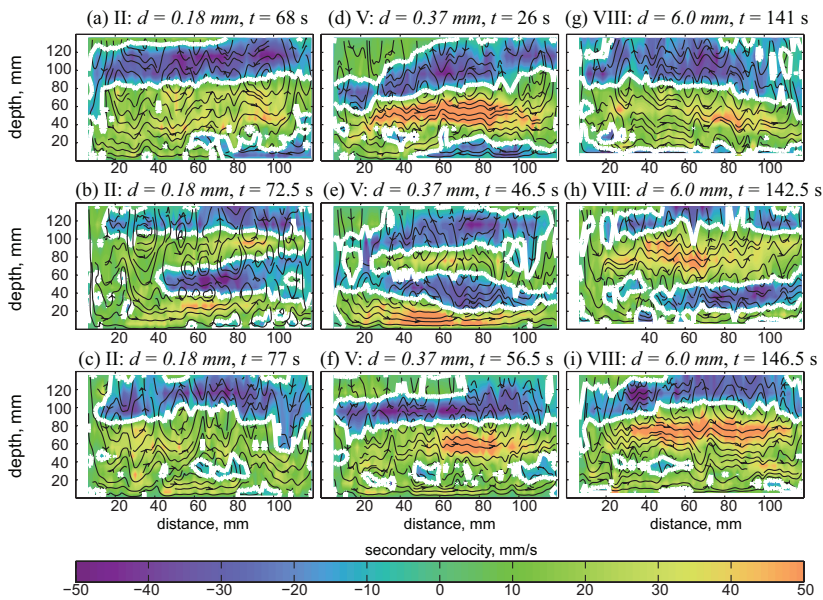 (a) II: d = 0.18 mm, t = 68 s
(d) V: d = 0.37 mm, t = 26 s
(g) VIII: d = 6.0 mm, t = 141 s
depth, mm
120
100
80
60
40
20
20 40 60 80 100
20 40 60 80 100
20 40 60 80 100
(b) II: d = 0.18 mm, t = 72.5 s
(e) V: d = 0.37 mm, t = 46.5 s
(h) VIII: d = 6.0 mm, t = 142.5 s
depth, mm
120
100
80
60
40
20
20 40 60 80 100
20 40 60 80 100
20 40 60 80 100
(c) II: d = 0.18 mm, t = 77 s
(f) V: d = 0.37 mm, t = 56.5 s
(i) VIII: d = 6.0 mm, t = 146.5 s
depth, mm
120
100
80
60
40
20
0
20 40 60 80 100
20 40 60 80 100
20 40 60 80 100
distance, mm
distance, mm
distance, mm
secondary velocity, mm/s
−50 −40 −30 −20 −10 0 10 20 30 40 50